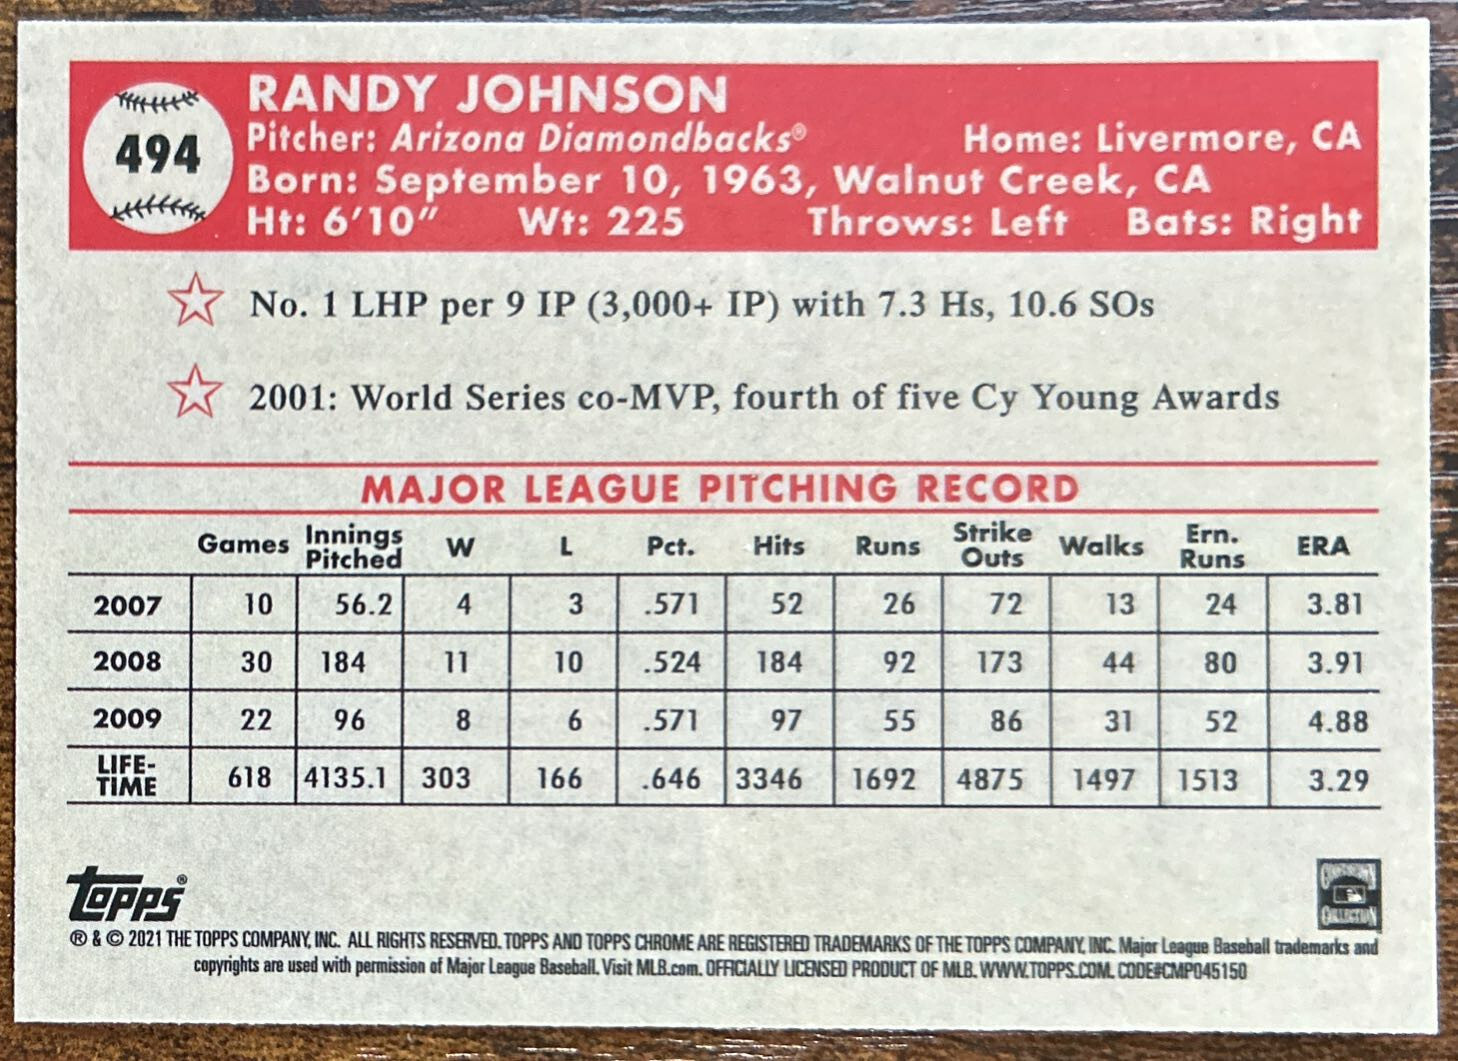 494
RANDY JOHNSON
Pitcher: Arizona Diamondbacks® Home: Livermore, CA
Born: September 10, 1963, Walnut Creek, CA
Ht: 6'10" Wt: 225 Throws: Left Bats: Right
No. 1 LHP per 9 IP (3,000+ IP) with 7.3 Hs, 10.6 SOs
2001: World Series co-MVP, fourth of five Cy Young Awards
MAJOR LEAGUE PITCHING RECORD
Games Innings Pitched W L Pct. Hits Runs Strike Outs Walks Ern. Runs ERA
2007 10 56.2 4 3 .571 52 26 72 13 24 3.81
2008 30 184 11 10 .524 184 92 173 44 80 3.91
2009 22 96 8 6 .571 97 55 86 31 52 4.88
LIFE-TIME 618 4135.1 303 166 .646 3346 1692 4875 1497 1513 3.29
topps®
COOPERSTOWN COLLECTION
® & © 2021 THE TOPPS COMPANY, INC. ALL RIGHTS RESERVED. TOPPS AND TOPPS CHROME ARE REGISTERED TRADEMARKS OF THE TOPPS COMPANY, INC. Major League Baseball trademarks and
copyrights are used with permission of Major League Baseball. Visit MLB.com. OFFICIALLY LICENSED PRODUCT OF MLB. WWW.TOPPS.COM. CODE#CMP045150